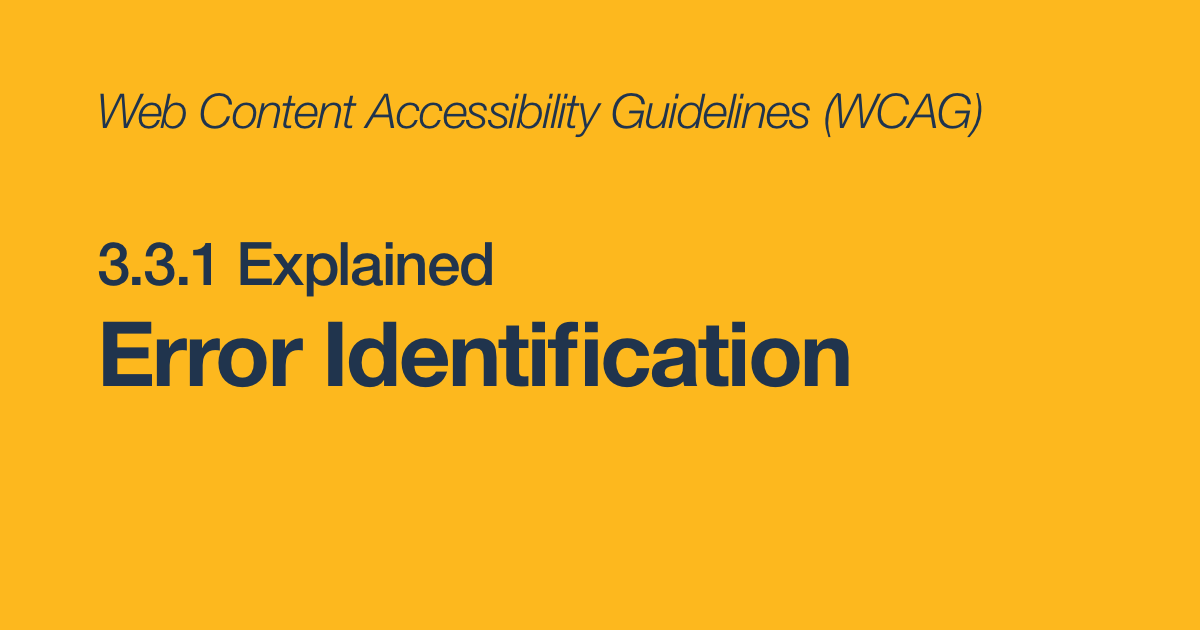 Web Content Accessibility Guidelines (WCAG)
3.3.1 Explained
Error Identification